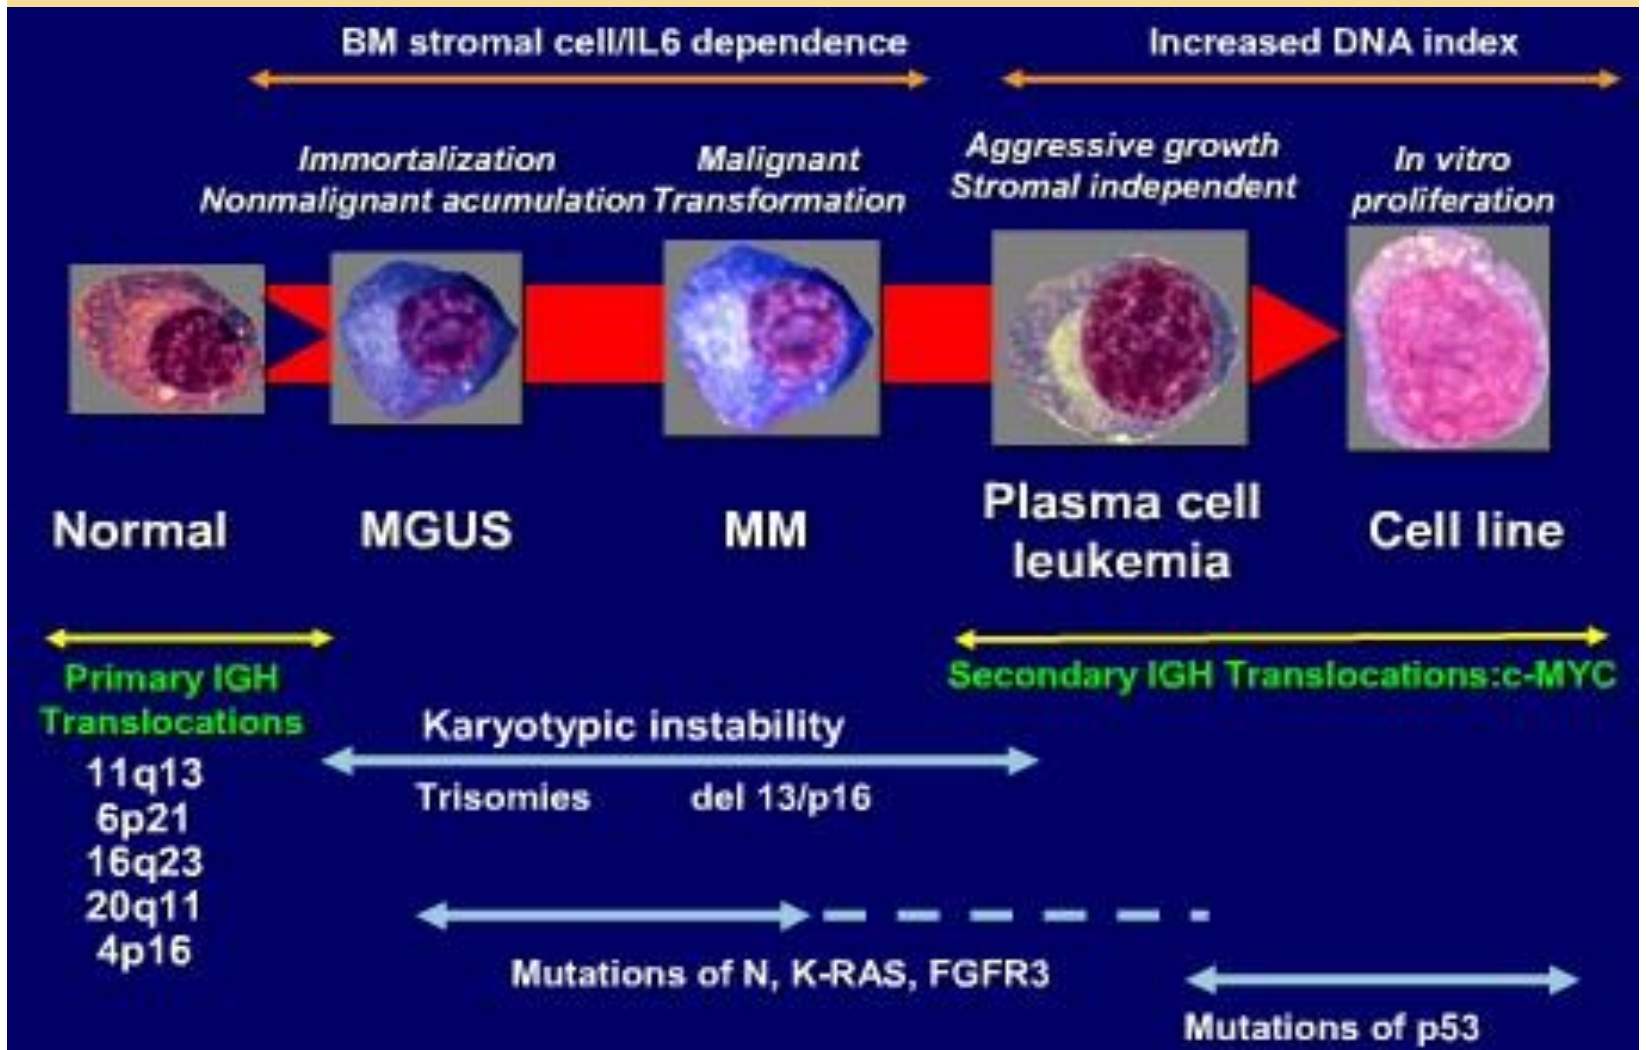 BM stromal cell/IL6 dependence
Increased DNA index
Immortalization
Nonmalignant acumulation
Malignant
Transformation
Aggressive growth
Stromal independent
In vitro
proliferation
Normal
MGUS
MM
Plasma cell
leukemia
Cell line
Primary IGH
Translocations
11q13
6p21
16q23
20q11
4p16
Secondary IGH Translocations:c-MYC
Karyotypic instability
Trisomies
del 13/p16
Mutations of N, K-RAS, FGFR3
Mutations of p53